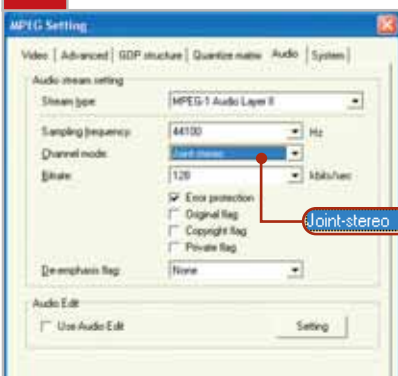 MPEG Setting
Video Advanced GOP structure Quantize matrix Audio System
Audio stream setting
Stream type MPEG-1 Audio Layer II
Sampling frequency 44100 Hz
Channel mode: Joint-stereo
Joint-stereo
Bitrate 128 kbits/sec
Error protection
Original flag
Copyright flag
Private flag
De-emphasis flag None
Audio Edit
Use Audio Edit Setting